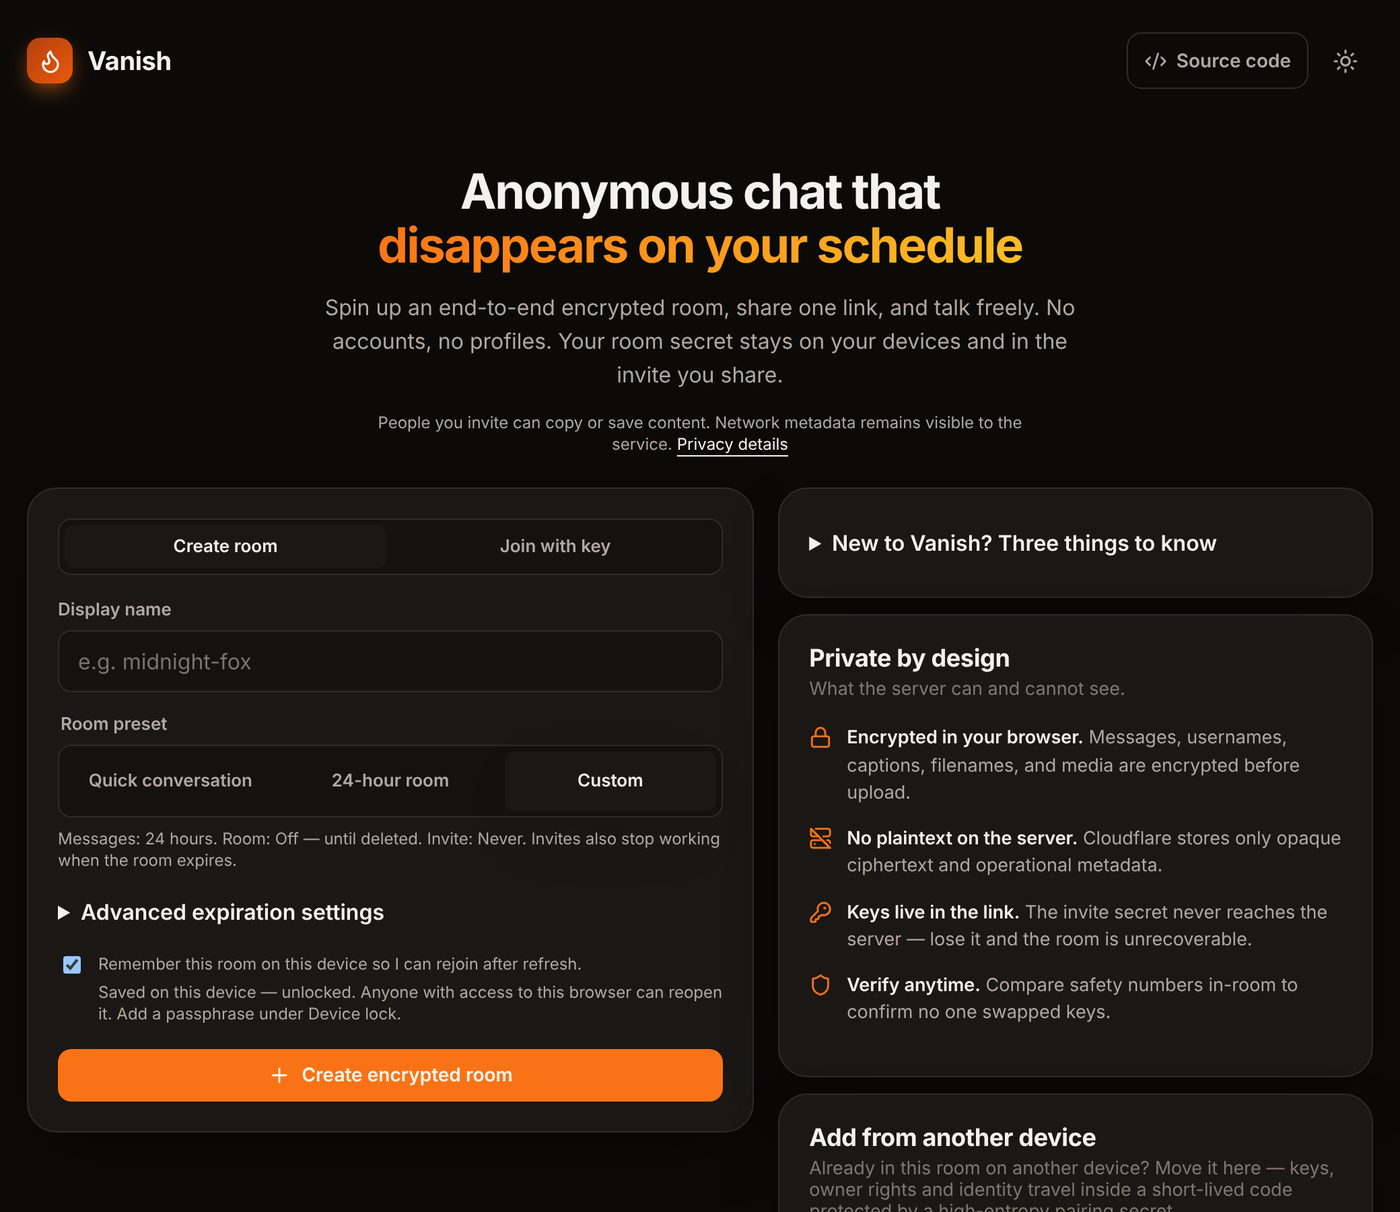 Vanish
Source code
Anonymous chat that
disappears on your schedule
Spin up an end-to-end encrypted room, share one link, and talk freely. No
accounts, no profiles. Your room secret stays on your devices and in the
invite you share.
People you invite can copy or save content. Network metadata remains visible to the
service. Privacy details
Create room
Join with key
Display name
e.g. midnight-fox
Room preset
Quick conversation
24-hour room
Custom
Messages: 24 hours. Room: Off — until deleted. Invite: Never. Invites also stop working
when the room expires.
Advanced expiration settings
Remember this room on this device so I can rejoin after refresh.
Saved on this device — unlocked. Anyone with access to this browser can reopen
it. Add a passphrase under Device lock.
Create encrypted room
New to Vanish? Three things to know
Private by design
What the server can and cannot see.
Encrypted in your browser. Messages, usernames,
captions, filenames, and media are encrypted before
upload.
No plaintext on the server. Cloudflare stores only opaque
ciphertext and operational metadata.
Keys live in the link. The invite secret never reaches the
server — lose it and the room is unrecoverable.
Verify anytime. Compare safety numbers in-room to
confirm no one swapped keys.
Add from another device
Already in this room on another device? Move it here — keys,
owner rights and identity travel inside a short-lived code
protected by a high-entropy pairing secret.